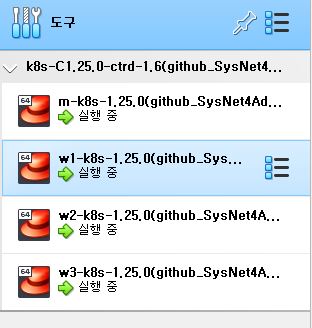 도구
k8s-C1.25.0-ctrd-1.6(github_SysNet4...
64
m-k8s-1.25.0(github_SysNet4Ad...
실행 중
64
w1-k8s-1.25.0(github_Sys...
실행 중
64
w2-k8s-1.25.0(github_SysNet4A...
실행 중
64
w3-k8s-1.25.0(github_SysNet4A...
실행 중